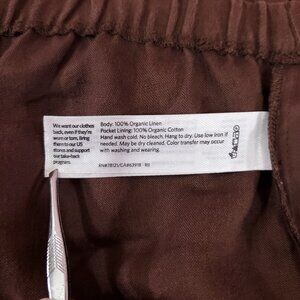 We want our clothes
back, even if they're
worn or torn. Bring
them to our US
stores and support
our take-back
program.
Body: 100% Organic Linen
Pocket Lining: 100% Organic Cotton
Hand wash cold. No bleach. Hang to dry. Use low iron if
needed. May be dry cleaned. Color transfer may occur
with washing and wearing.